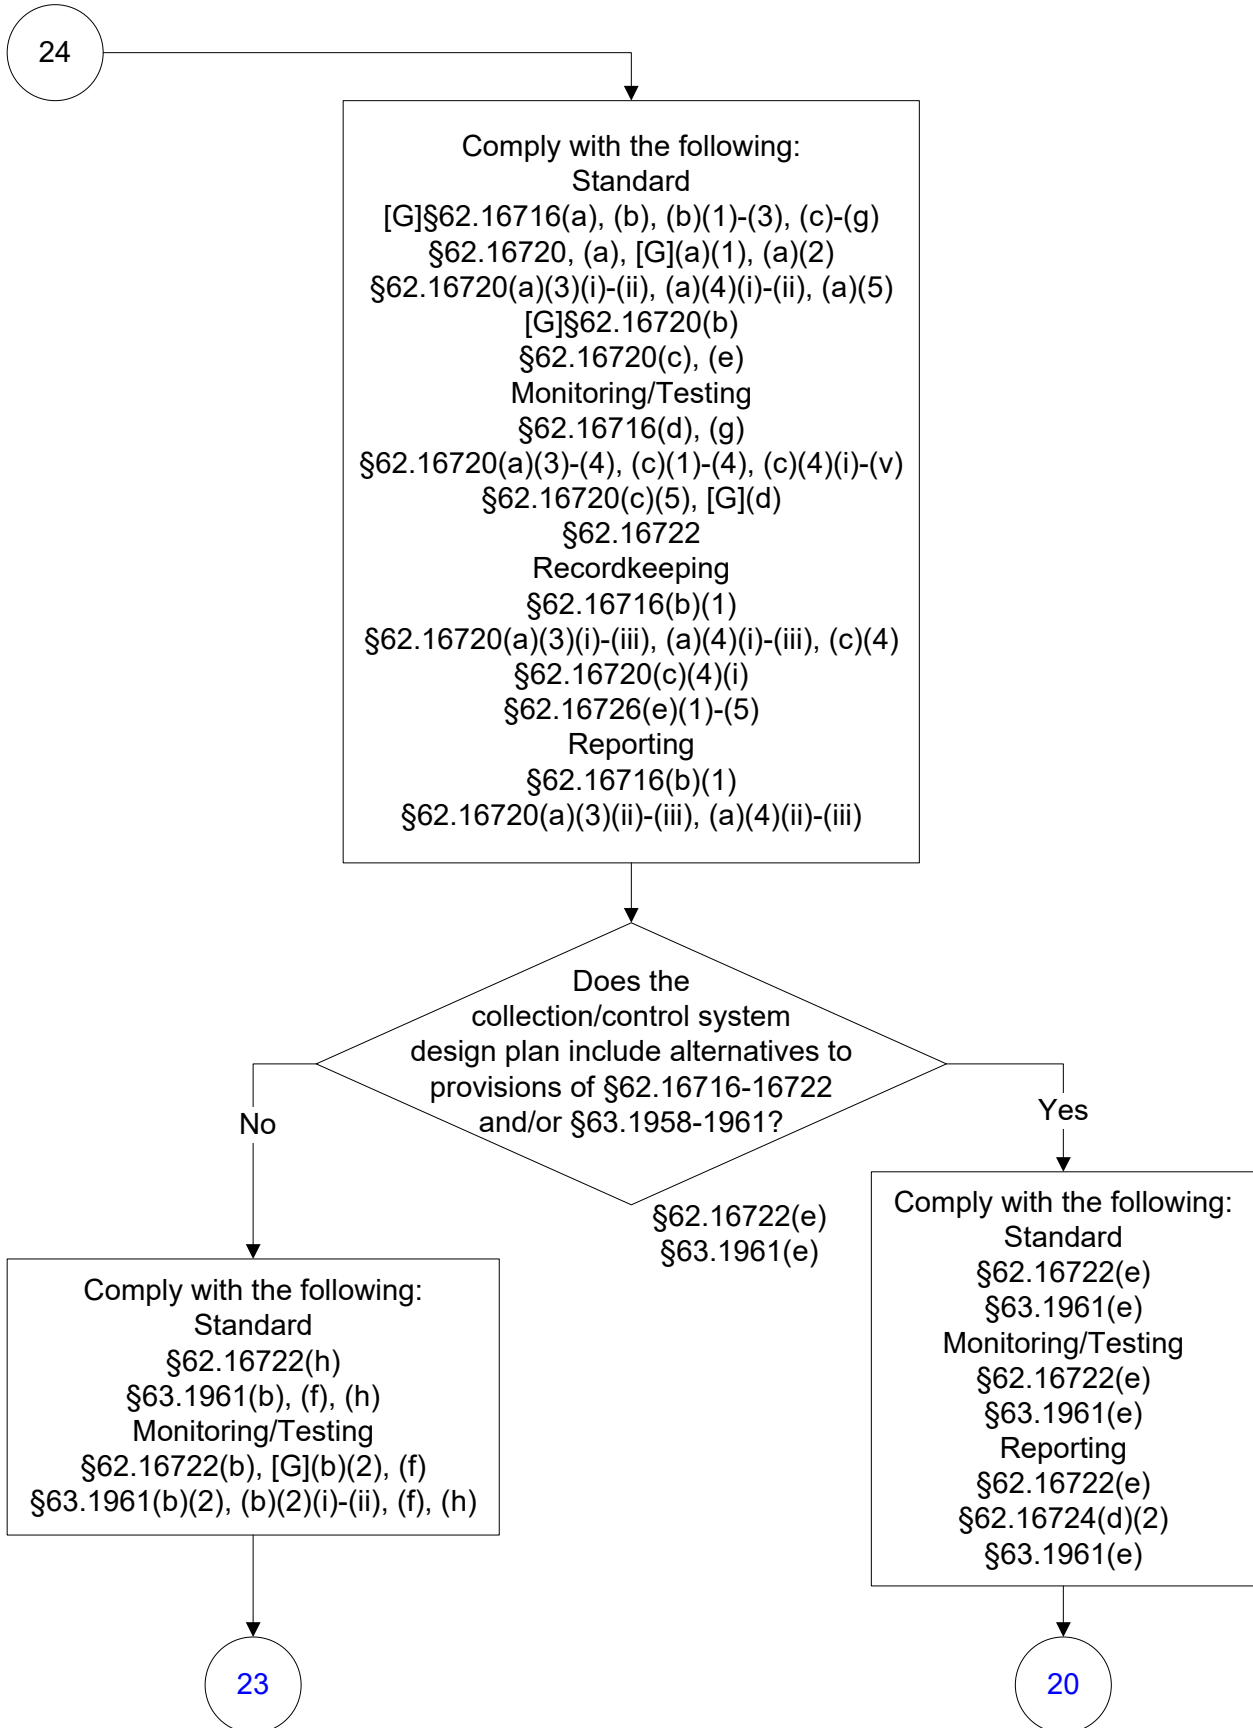 24
Comply with the following:
Standard
[G]§62.16716(a), (b), (b)(1)-(3), (c)-(g)
§62.16720, (a), [G](a)(1), (a)(2)
§62.16720(a)(3)(i)-(ii), (a)(4)(i)-(ii), (a)(5)
[G]§62.16720(b)
§62.16720(c), (e)
Monitoring/Testing
§62.16716(d), (g)
§62.16720(a)(3)-(4), (c)(1)-(4), (c)(4)(i)-(v)
§62.16720(c)(5), [G](d)
§62.16722
Recordkeeping
§62.16716(b)(1)
§62.16720(a)(3)(i)-(iii), (a)(4)(i)-(iii), (c)(4)
§62.16720(c)(4)(i)
§62.16726(e)(1)-(5)
Reporting
§62.16716(b)(1)
§62.16720(a)(3)(ii)-(iii), (a)(4)(ii)-(iii)
Does the
collection/control system
design plan include alternatives to
provisions of §62.16716-16722
and/or §63.1958-1961?
§62.16722(e)
§63.1961(e)
No
Comply with the following:
Standard
§62.16722(h)
§63.1961(b), (f), (h)
Monitoring/Testing
§62.16722(b), [G](b)(2), (f)
§63.1961(b)(2), (b)(2)(i)-(ii), (f), (h)
23
Yes
Comply with the following:
Standard
§62.16722(e)
§63.1961(e)
Monitoring/Testing
§62.16722(e)
§63.1961(e)
Reporting
§62.16722(e)
§62.16724(d)(2)
§63.1961(e)
20